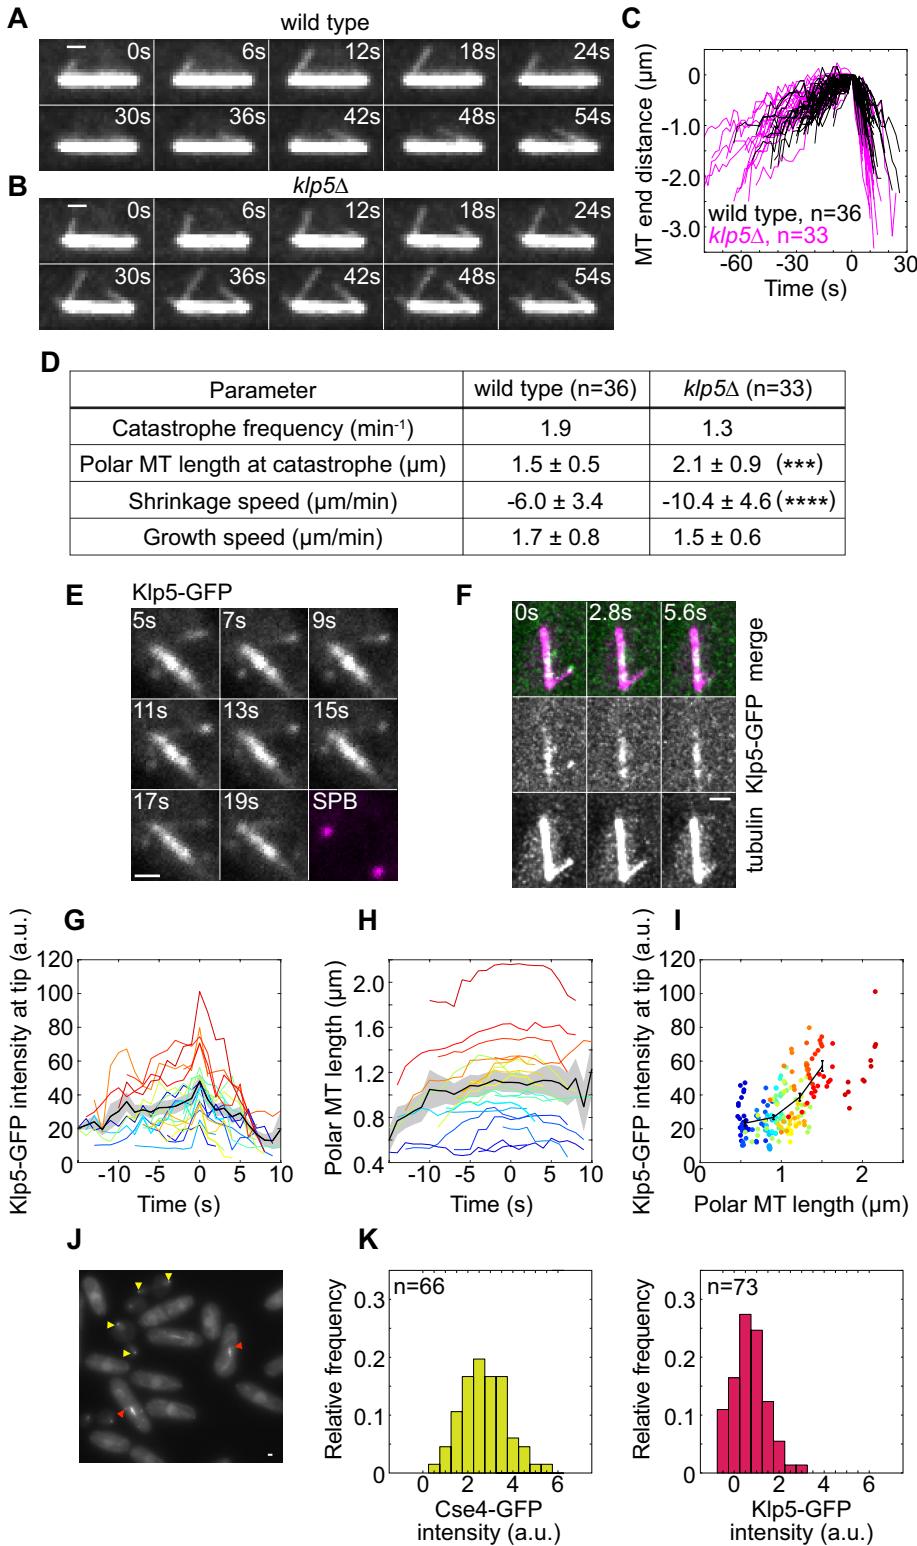 A
wild type
0s 6s 12s 18s 24s
30s 36s 42s 48s 54s
B
klp5Δ
0s 6s 12s 18s 24s
30s 36s 42s 48s 54s
C
MT end distance (µm)
0
-1.0
-2.0
-3.0
wild type, n=36
klp5Δ, n=33
-60 -30 0 30
Time (s)
D
Parameter wild type (n=36) klp5Δ (n=33)
Catastrophe frequency (min⁻¹) 1.9 1.3
Polar MT length at catastrophe (µm) 1.5 ± 0.5 2.1 ± 0.9 (***)
Shrinkage speed (µm/min) -6.0 ± 3.4 -10.4 ± 4.6 (****)
Growth speed (µm/min) 1.7 ± 0.8 1.5 ± 0.6
E
Klp5-GFP
5s 7s 9s
11s 13s 15s
17s 19s SPB
F
0s 2.8s 5.6s
merge
Klp5-GFP
tubulin
G
Klp5-GFP intensity at tip (a.u.)
120
100
80
60
40
20
0
-10 -5 0 5 10
Time (s)
H
Polar MT length (µm)
2.0
1.6
1.2
0.8
0.4
-10 -5 0 5 10
Time (s)
I
Klp5-GFP intensity at tip (a.u.)
120
100
80
60
40
20
0
0 1 2
Polar MT length (µm)
J
K
Relative frequency
n=66
0.3
0.2
0.1
0
0 2 4 6
Cse4-GFP
intensity (a.u.)
Relative frequency
n=73
0.3
0.2
0.1
0
0 2 4 6
Klp5-GFP
intensity (a.u.)